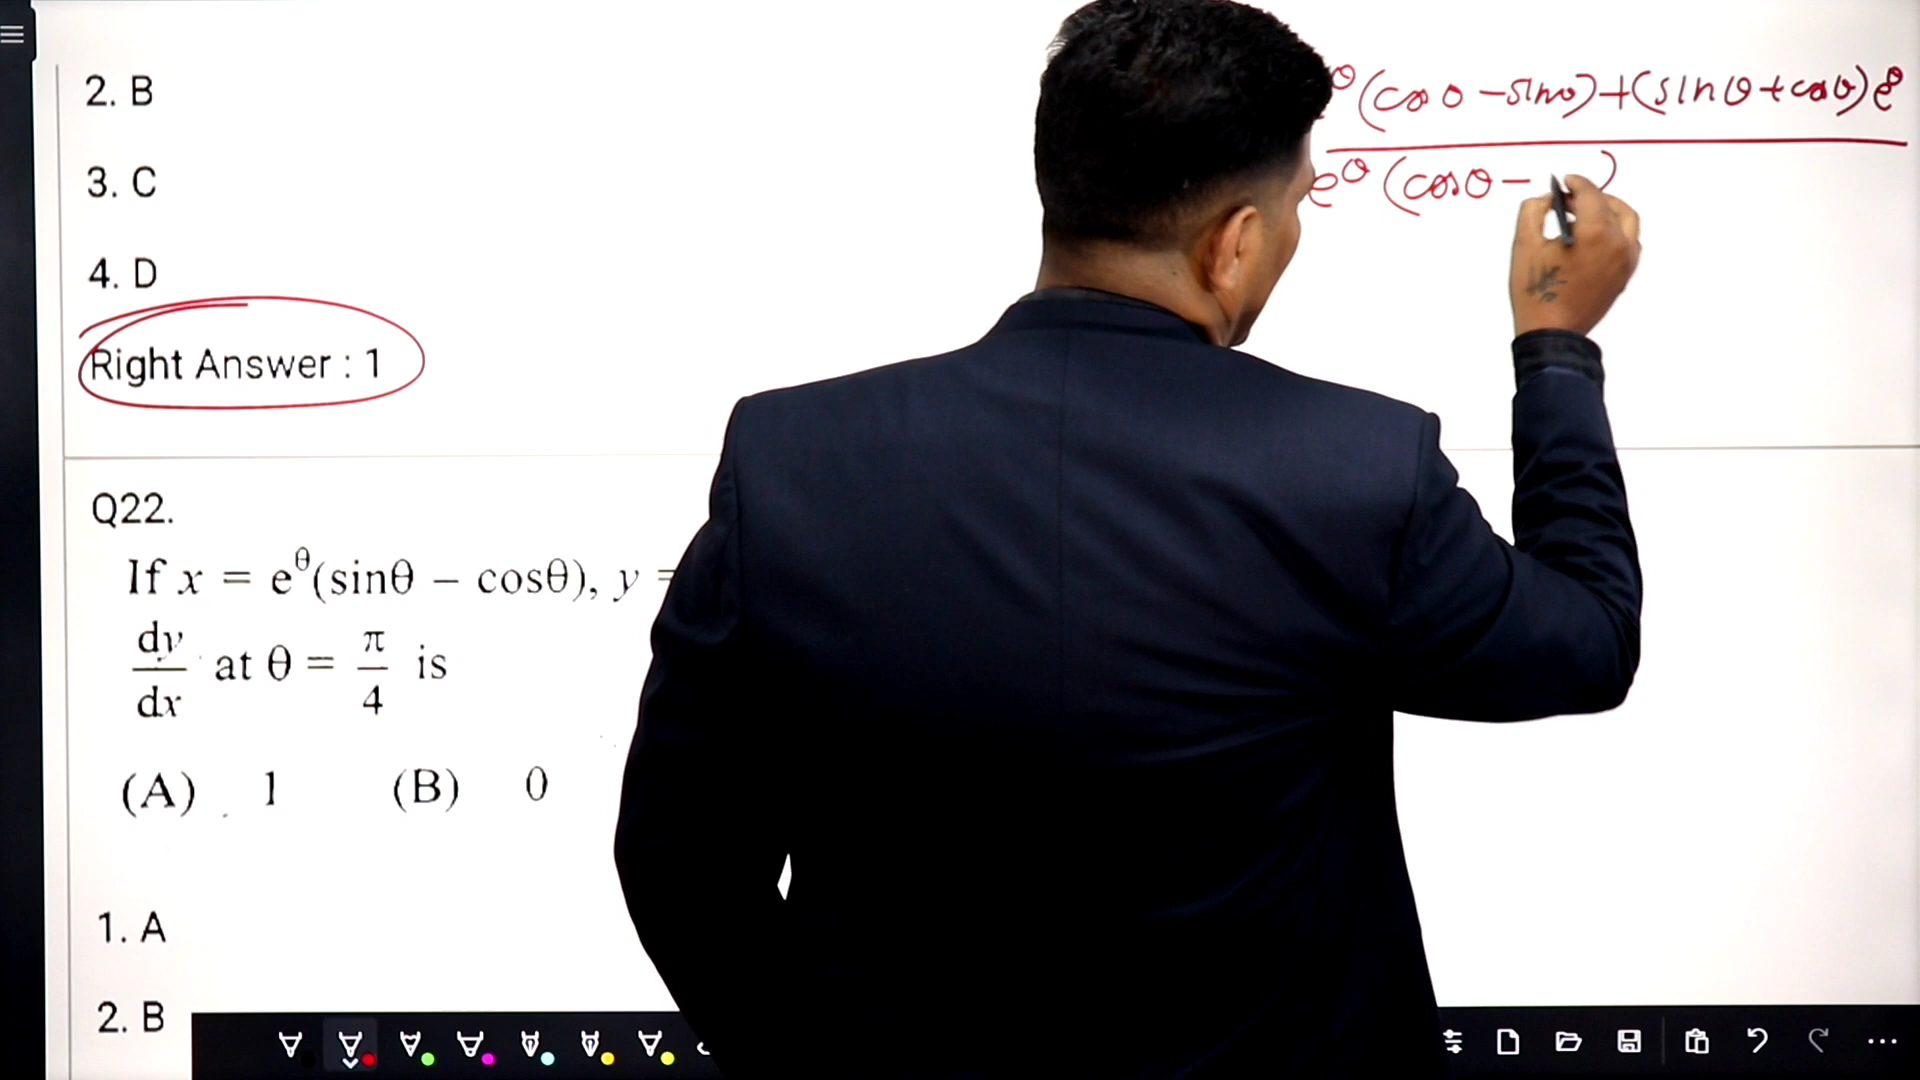 2. B
3. C
4. D
Right Answer : 1
θ(cosθ - sinθ)+(sinθ+cosθ)e^θ
e^θ (cosθ - )
Q22.
If x = e^θ(sinθ – cosθ), y =
dy/dx at θ = π/4 is
(A) 1 (B) 0
1. A
2. B